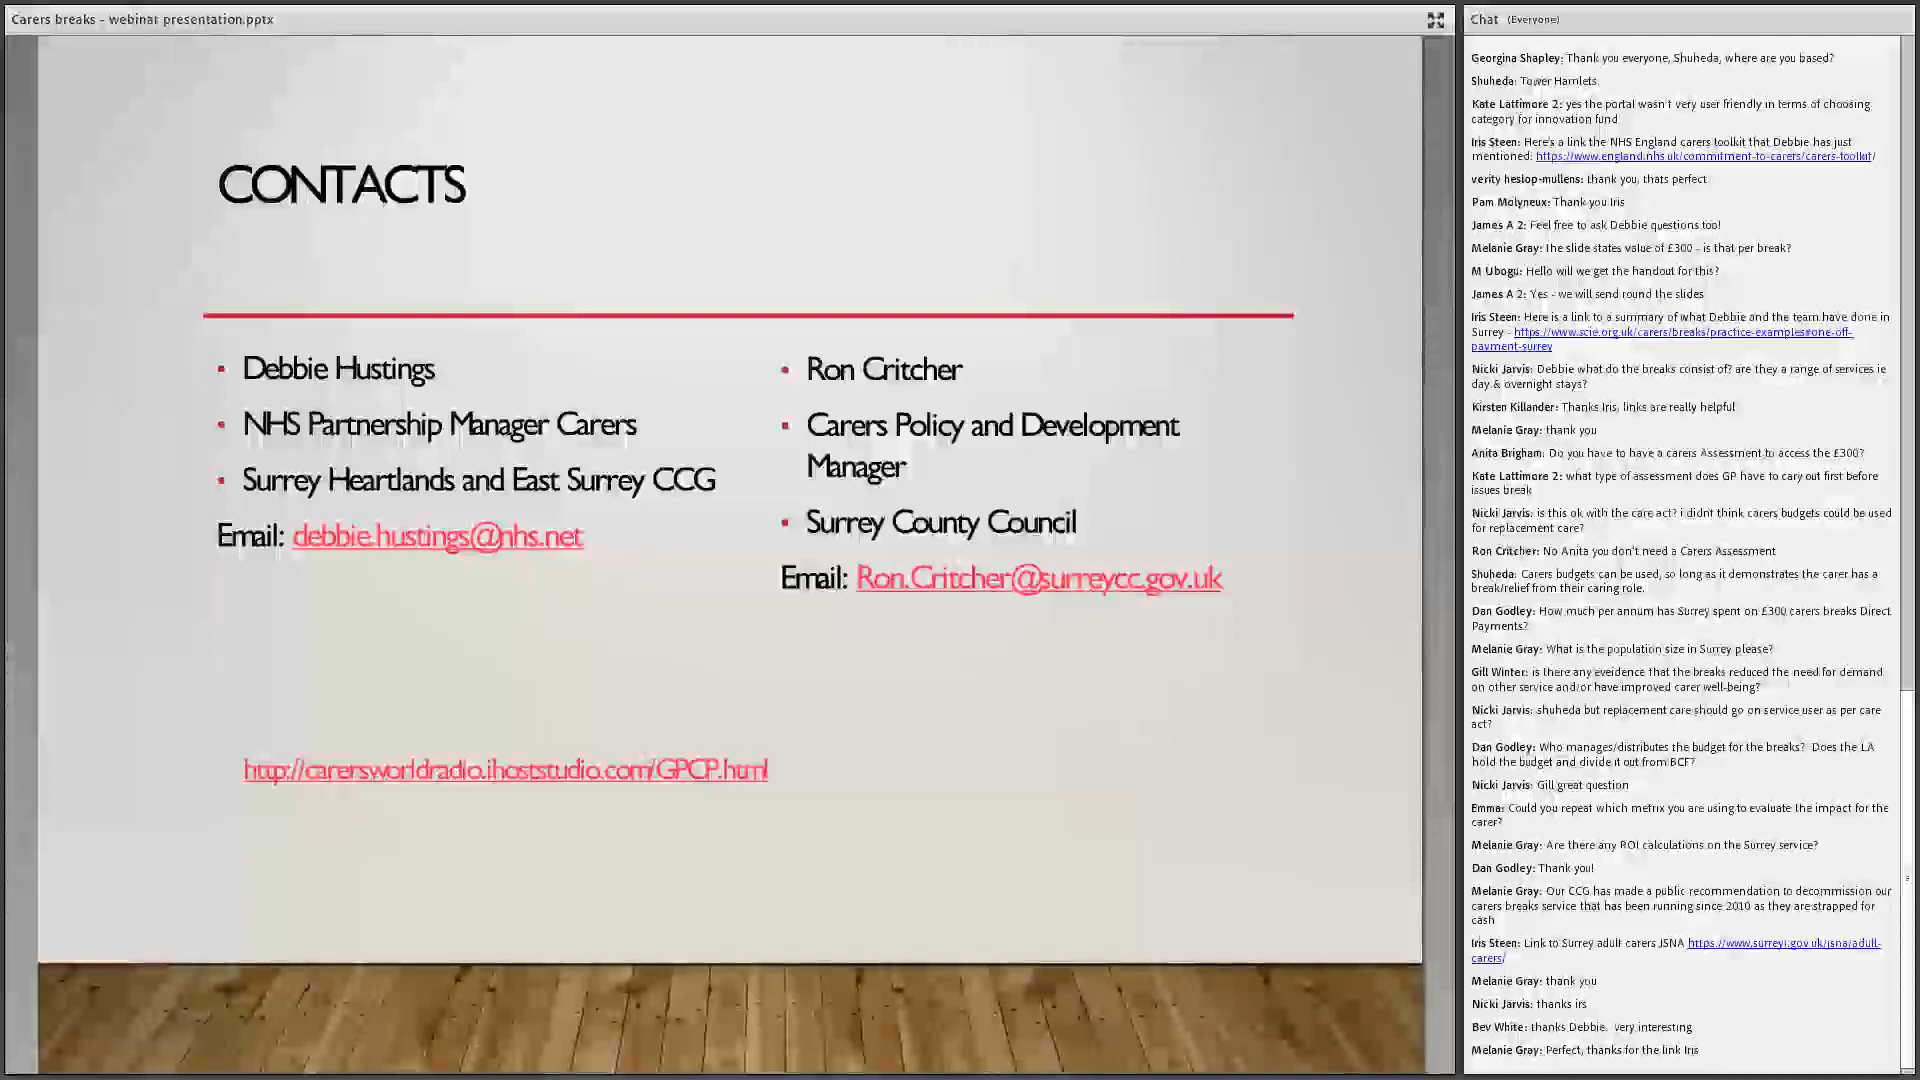 Carers breaks - webinar presentation.pptx
CONTACTS
• Debbie Hustings
• NHS Partnership Manager Carers
• Surrey Heartlands and East Surrey CCG
Email: debbie.hustings@nhs.net
• Ron Critcher
• Carers Policy and Development
Manager
• Surrey County Council
Email: Ron.Critcher@surreycc.gov.uk
http://carersworldradio.ihoststudio.com/GPCP.html
Chat (Everyone)
Georgina Shapley: Thank you everyone, Shuheda, where are you based?
Shuheda: Tower Hamlets.
Kate Lattimore 2: yes the portal wasn't very user friendly in terms of choosing
category for innovation fund
Iris Steen: Here's a link the NHS England carers toolkit that Debbie has just
mentioned: https://www.england.nhs.uk/commitment-to-carers/carers-toolkit/
verity heslop-mullens: thank you, thats perfect
Pam Molyneux: Thank you Iris
James A 2: Feel free to ask Debbie questions too!
Melanie Gray: the slide states value of £300 - is that per break?
M Ubogu: Hello will we get the handout for this?
James A 2: Yes - we will send round the slides
Iris Steen: Here is a link to a summary of what Debbie and the team have done in
Surrey - https://www.scie.org.uk/carers/breaks/practice-examples#one-off-
payment-surrey
Nicki Jarvis: Debbie what do the breaks consist of? are they a range of services ie
day & overnight stays?
Kirsten Killander: Thanks Iris, links are really helpful
Melanie Gray: thank you
Anita Brigham: Do you have to have a carers Assessment to access the £300?
Kate Lattimore 2: what type of assessment does GP have to cary out first before
issues break
Nicki Jarvis: is this ok with the care act? i didnt think carers budgets could be used
for replacement care?
Ron Critcher: No Anita you don't need a Carers Assessment
Shuheda: Carers budgets can be used, so long as it demonstrates the carer has a
break/relief from their caring role.
Dan Godley: How much per annum has Surrey spent on £300 carers breaks Direct
Payments?
Melanie Gray: What is the population size in Surrey please?
Gill Winter: is there any eveidence that the breaks reduced the need for demand
on other service and/or have improved carer well-being?
Nicki Jarvis: shuheda but replacement care should go on service user as per care
act?
Dan Godley: Who manages/distributes the budget for the breaks? Does the LA
hold the budget and divide it out from BCF?
Nicki Jarvis: Gill great question
Emma: Could you repeat which metrix you are using to evaluate the impact for the
carer?
Melanie Gray: Are there any ROI calculations on the Surrey service?
Dan Godley: Thank you!
Melanie Gray: Our CCG has made a public recommendation to decommission our
carers breaks service that has been running since 2010 as they are strapped for
cash
Iris Steen: Link to Surrey adult carers JSNA https://www.surreyi.gov.uk/jsna/adult-
carers/
Melanie Gray: thank you
Nicki Jarvis: thanks irs
Bev White: thanks Debbie. very interesting
Melanie Gray: Perfect, thanks for the link Iris